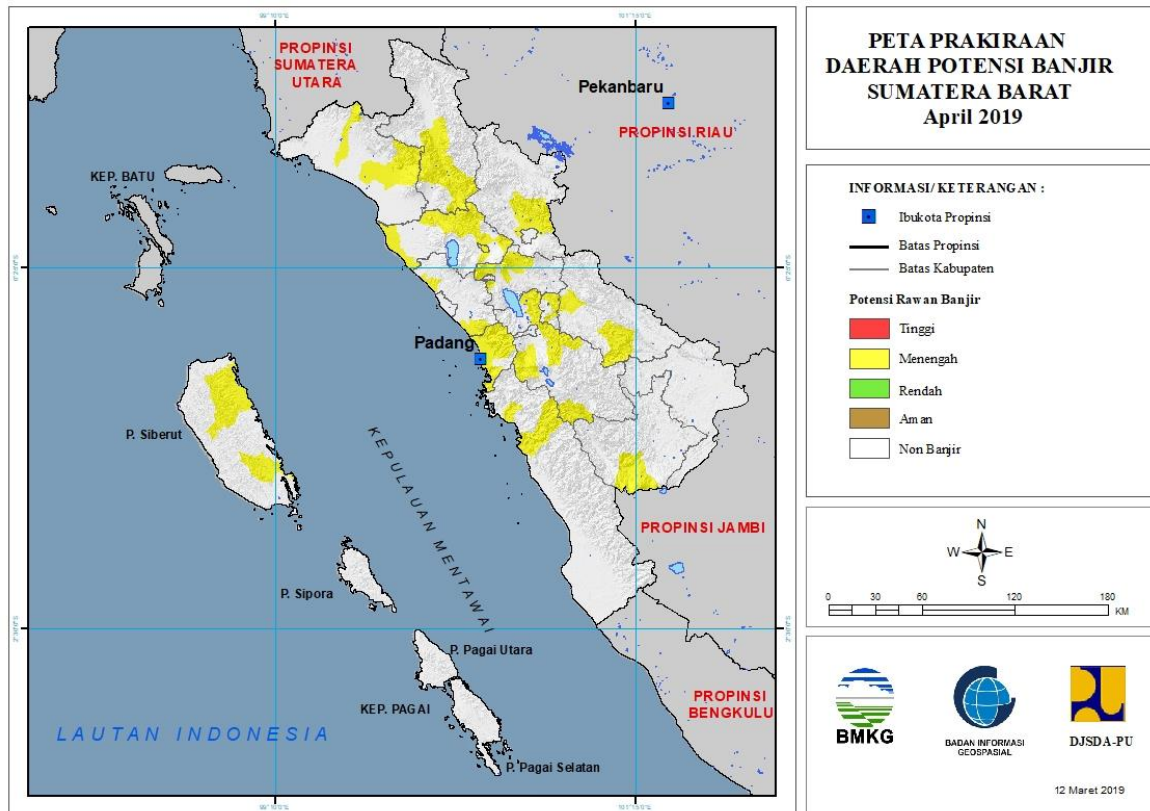 PETA PRAKIRAAN
DAERAH POTENSI BANJIR
SUMATERA BARAT
April 2019
INFORMASI/ KETERANGAN :
Ibukota Propinsi
Batas Propinsi
Batas Kabupaten
Potensi Rawan Banjir
Tinggi
Menengah
Rendah
Aman
Non Banjir
N
W
E
S
0
30
60
120
180
KM
BMKG
BADAN INFORMASI
GEOSPASIAL
DJSDA-PU
12 Maret 2019
PROPINSI
SUMATERA
UTARA
Pekanbaru
PROPINSI RIAU
KEP. BATU
Padang
P. Siberut
KEPULAUAN MENTAWAI
PROPINSI JAMBI
P. Sipora
P. Pagai Utara
KEP. PAGAI
PROPINSI
BENGKULU
LAUTAN INDONESIA
P. Pagai Selatan